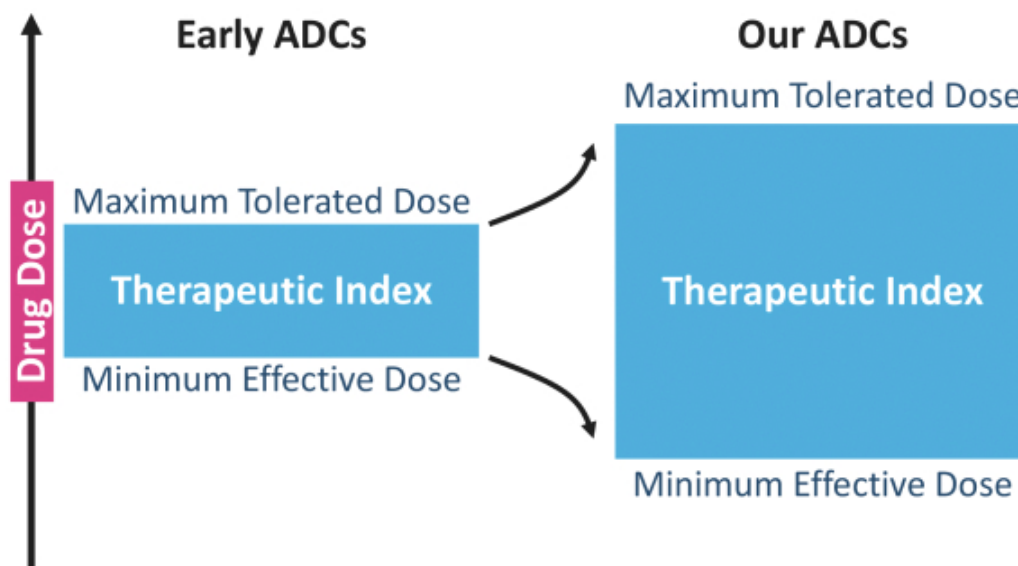 Early ADCs
Our ADCs
Maximum Tolerated Dose
Maximum Tolerated Dose
Drug Dose
Therapeutic Index
Therapeutic Index
Minimum Effective Dose
Minimum Effective Dose